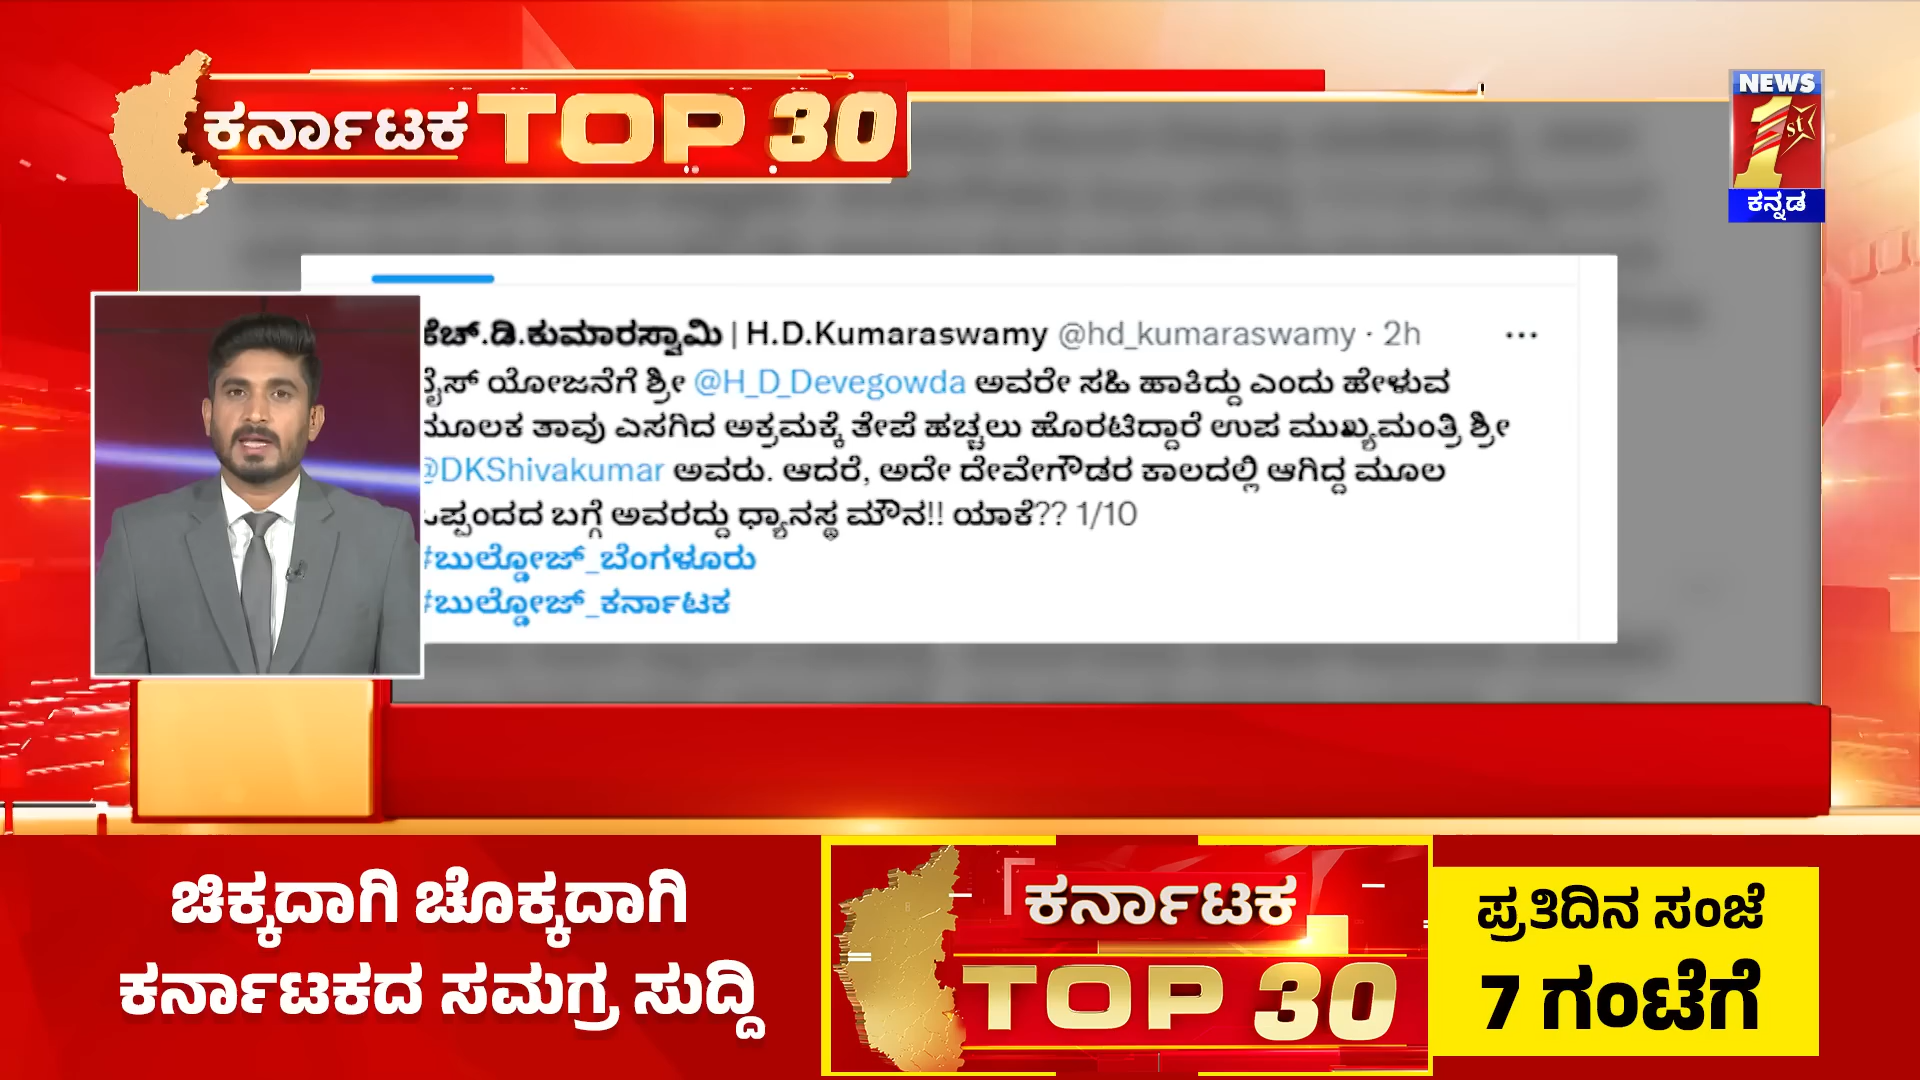 ಕರ್ನಾಟಕ TOP 30
NEWS
1st
ಕನ್ನಡ
ಕೆಚ್.ಡಿ.ಕುಮಾರಸ್ವಾಮಿ | H.D.Kumaraswamy @hd_kumaraswamy · 2h ...
ಯೋಜನೆಗೆ ಶ್ರೀ @H_D_Devegowda ಅವರೇ ಸಹಿ ಹಾಕಿದ್ದು ಎಂದು ಹೇಳುವ
ಮೂಲಕ ತಾವು ಎಸಗಿದ ಅಕ್ರಮಕ್ಕೆ ತೇಪೆ ಹಚ್ಚಲು ಹೊರಟಿದ್ದಾರೆ ಉಪ ಮುಖ್ಯಮಂತ್ರಿ ಶ್ರೀ
@DKShivakumar ಅವರು. ಆದರೆ, ಅದೇ ದೇವೇಗೌಡರ ಕಾಲದಲ್ಲಿ ಆಗಿದ್ದ ಮೂಲ
ಒಪ್ಪಂದದ ಬಗ್ಗೆ ಅವರದ್ದು ಧ್ಯಾನಸ್ಥ ಮೌನ!! ಯಾಕೆ?? 1/10
#ಬುಲ್ಡೋಜ್_ಬೆಂಗಳೂರು
#ಬುಲ್ಡೋಜ್_ಕರ್ನಾಟಕ
ಚಿಕ್ಕದಾಗಿ ಚೊಕ್ಕದಾಗಿ
ಕರ್ನಾಟಕದ ಸಮಗ್ರ ಸುದ್ದಿ
ಕರ್ನಾಟಕ
TOP 30
ಪ್ರತಿದಿನ ಸಂಜೆ
7 ಗಂಟೆಗೆ